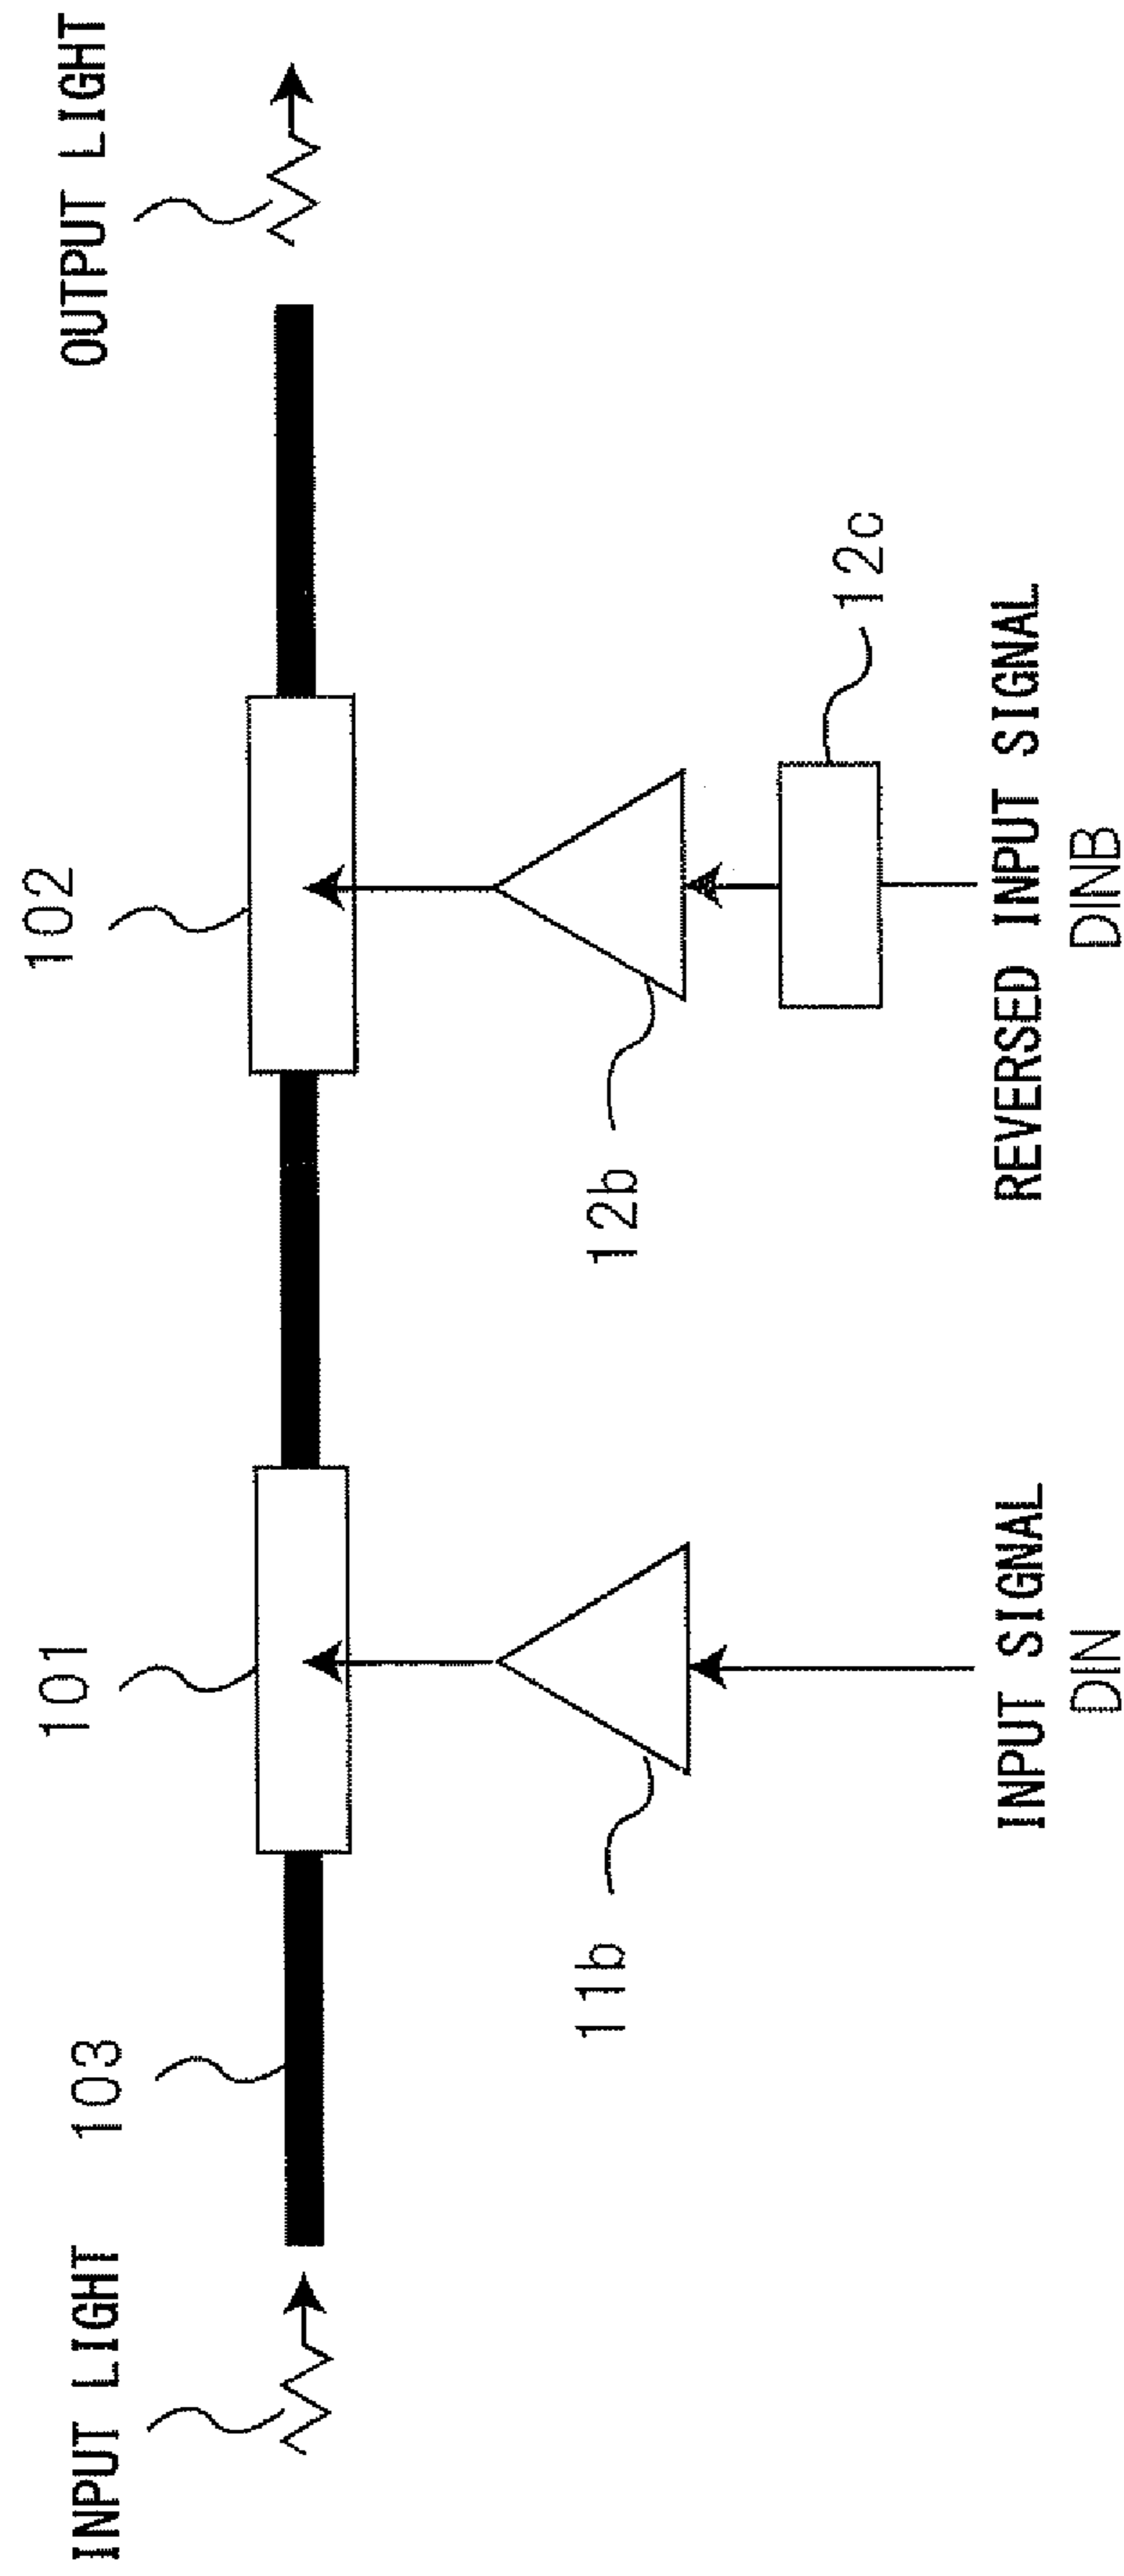 INPUT LIGHT
103
101
102
OUTPUT LIGHT
11b
12b
12c
INPUT SIGNAL
DIN
REVERSED INPUT SIGNAL
DINB